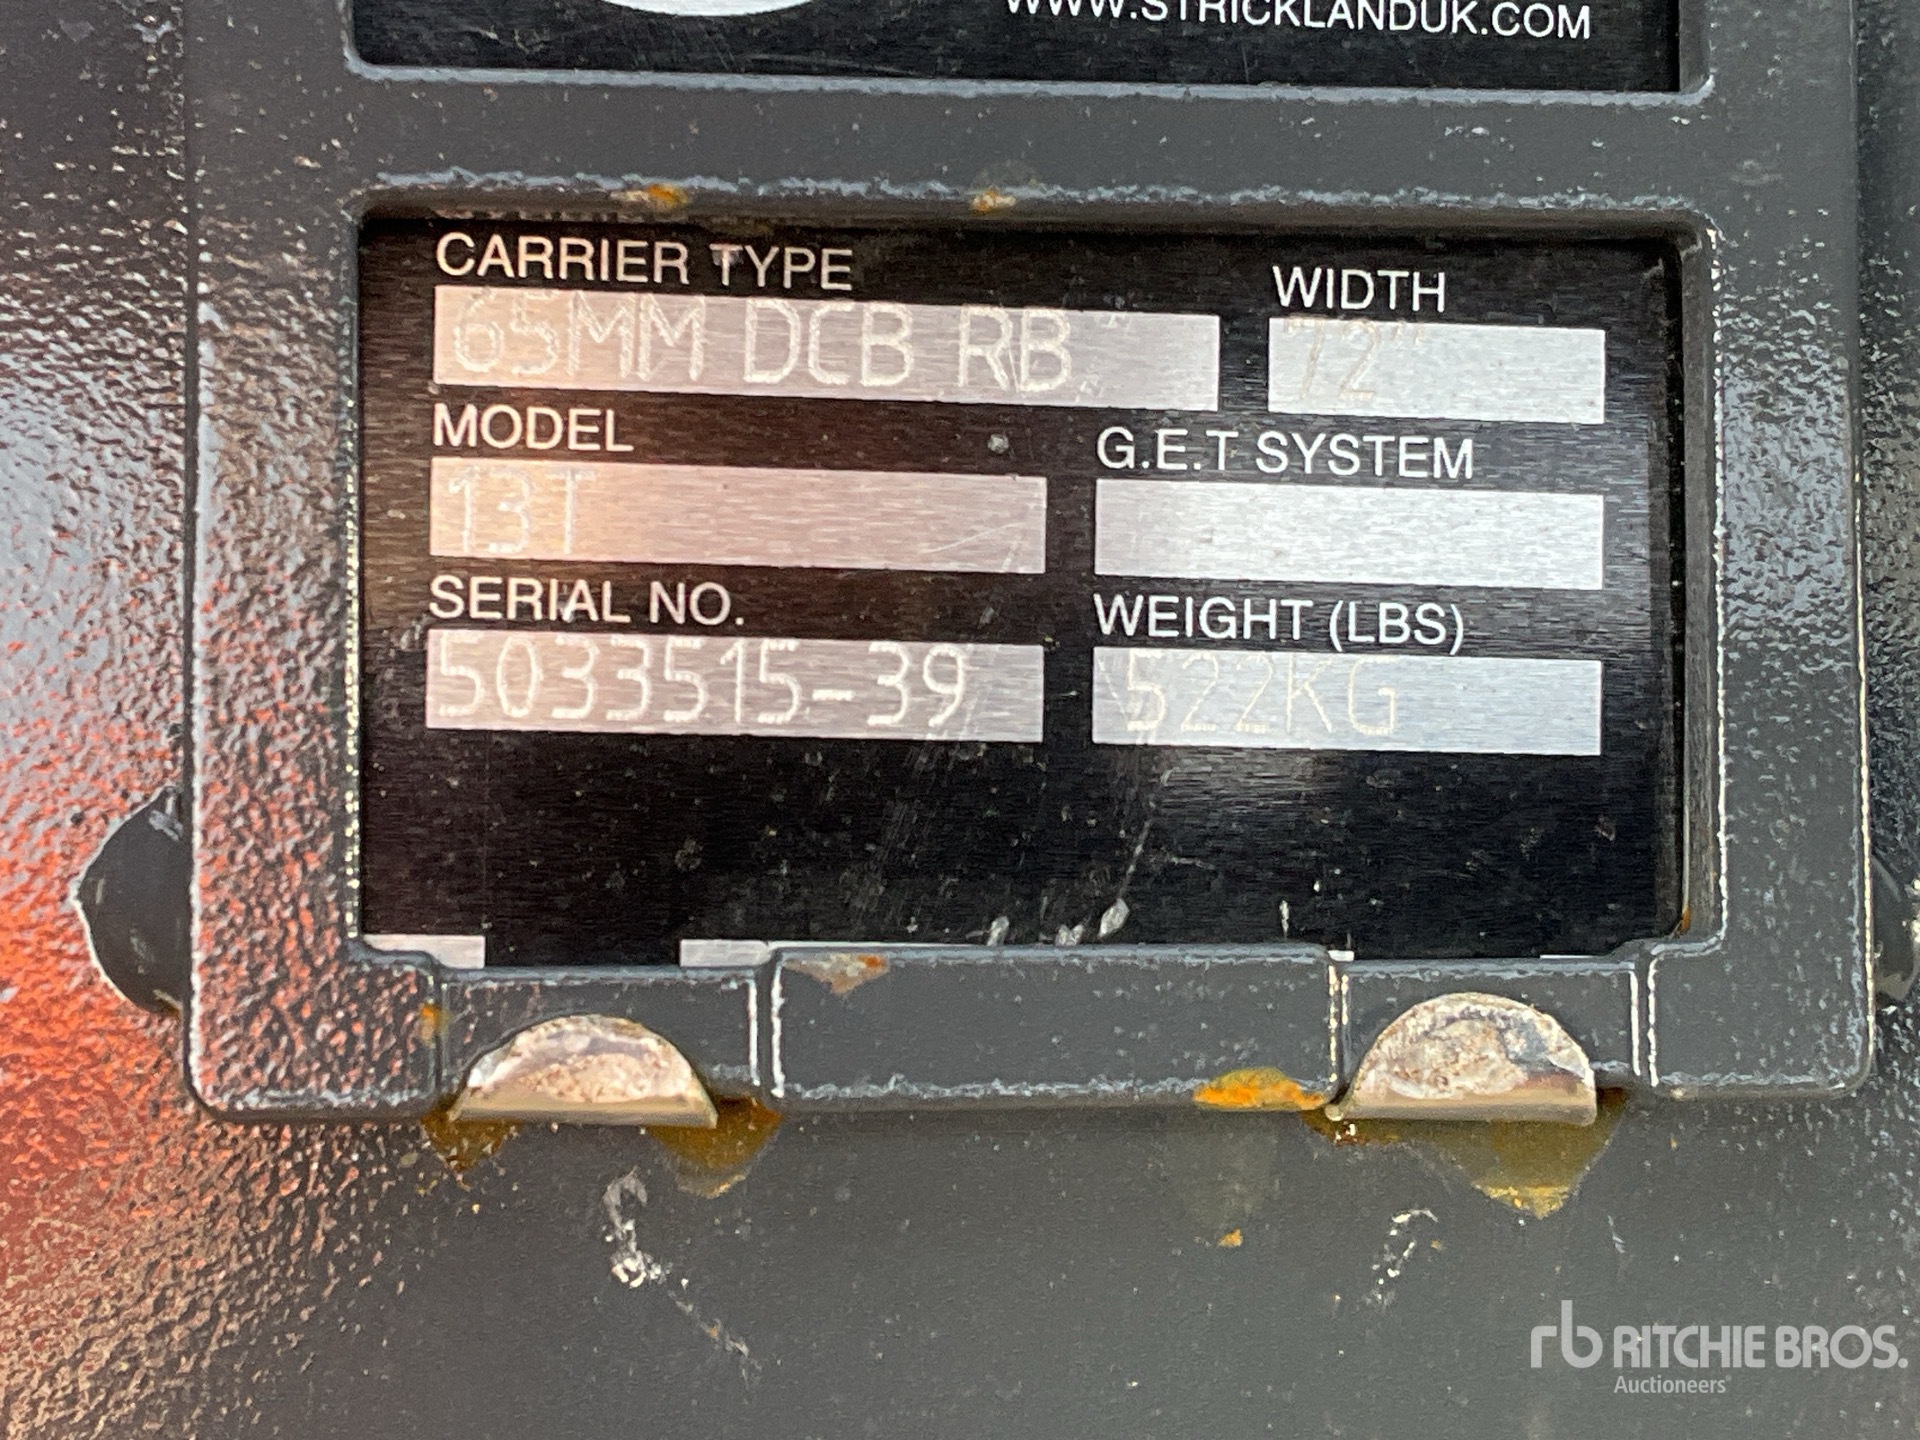 WWW.STRICKLANDUK.COM
CARRIER TYPE
65MM DCB RB
WIDTH
72"
MODEL
13T
G.E.T SYSTEM
SERIAL NO.
5033515-39
WEIGHT (LBS)
522KG
rb RITCHIE BROS.
Auctioneers